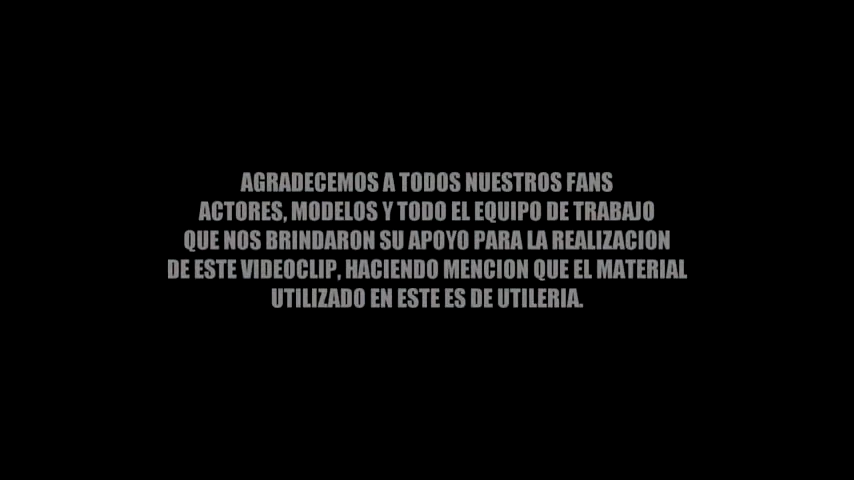 AGRADECEMOS A TODOS NUESTROS FANS
ACTORES, MODELOS Y TODO EL EQUIPO DE TRABAJO
QUE NOS BRINDARON SU APOYO PARA LA REALIZACION
DE ESTE VIDEOCLIP, HACIENDO MENCION QUE EL MATERIAL
UTILIZADO EN ESTE ES DE UTILERIA.